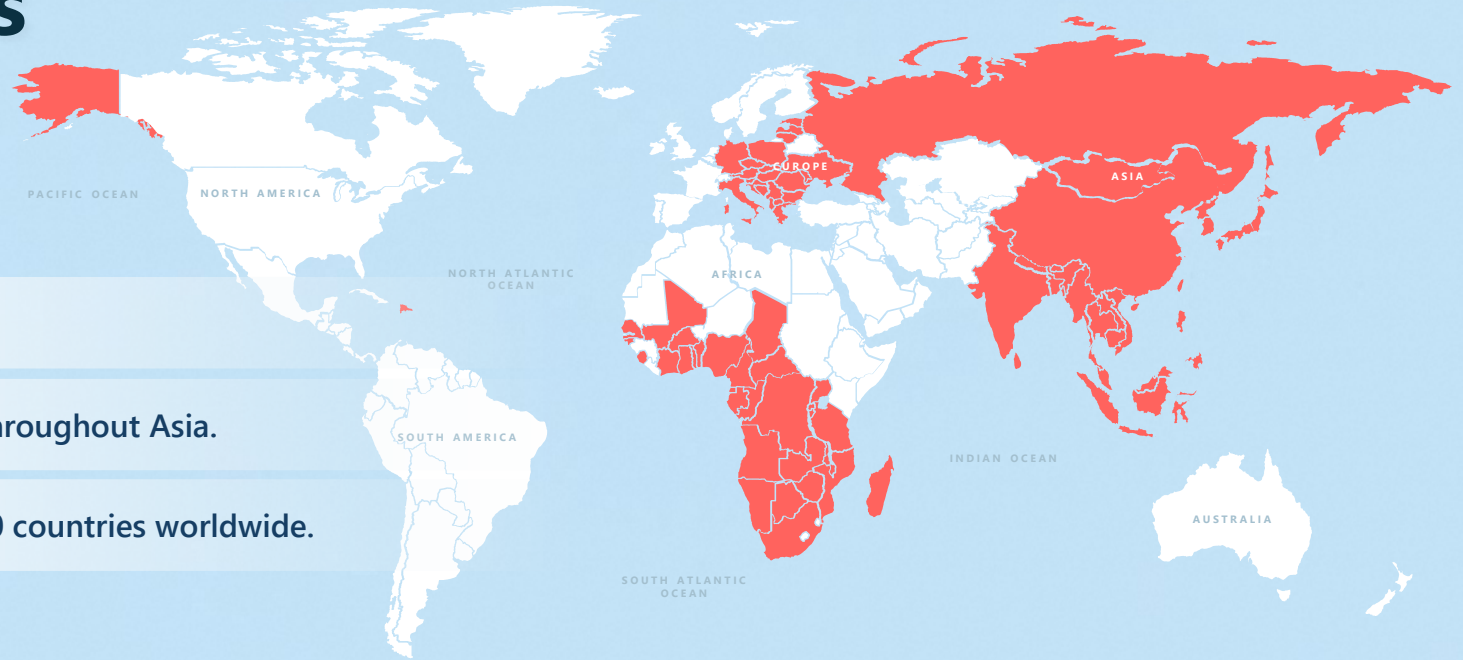 s
PACIFIC OCEAN
NORTH AMERICA
EUROPE
ASIA
NORTH ATLANTIC
OCEAN
AFRICA
hroughout Asia.
SOUTH AMERICA
INDIAN OCEAN
0 countries worldwide.
AUSTRALIA
SOUTH ATLANTIC
OCEAN